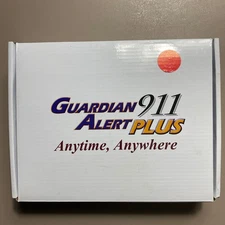 GUARDIAN 911
ALERT PLUS
Anytime, Anywhere